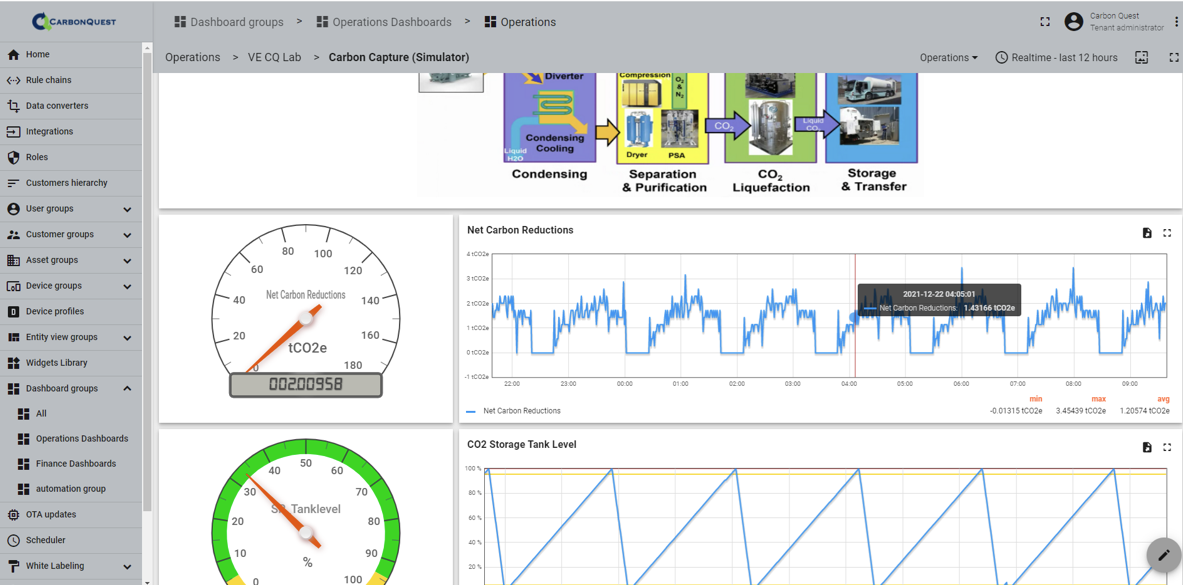 CARBONQUEST
Dashboard groups > Operations Dashboards > Operations
Carbon Quest
Tenant administrator
Operations > VE CQ Lab > Carbon Capture (Simulator)
Operations
Realtime - last 12 hours
Home
Rule chains
Data converters
Integrations
Roles
Customers hierarchy
User groups
Customer groups
Asset groups
Device groups
Device profiles
Entity view groups
Widgets Library
Dashboard groups
All
Operations Dashboards
Finance Dashboards
automation group
OTA updates
Scheduler
White Labeling
Diverter
Condensing
Cooling
Liquid
H2O
Condensing
Compression
O2
&
N2
Dryer
PSA
Separation
& Purification
CO2
CO2
Liquefaction
Liquid
CO2
Storage
& Transfer
0
20
40
60
80
100
120
140
160
180
Net Carbon Reductions
tCO2e
002.00958
Net Carbon Reductions
4 tCO2e
3 tCO2e
2 tCO2e
1 tCO2e
0 tCO2e
-1 tCO2e
22:00
23:00
00:00
01:00
02:00
03:00
04:00
05:00
06:00
07:00
08:00
09:00
2021-12-22 04:05:01
Net Carbon Reductions: 1.43166 tCO2e
min max avg
Net Carbon Reductions -0.01315 tCO2e 3.45439 tCO2e 1.20574 tCO2e
0
10
20
30
40
50
60
70
80
90
100
Tanklevel
%
CO2 Storage Tank Level
100 %
80 %
60 %
40 %
20 %